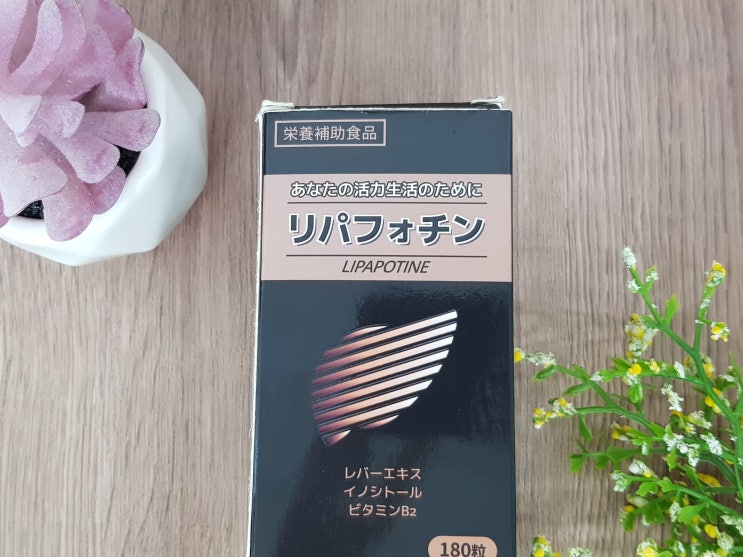 栄養補助食品
あなたの活力生活のために
リパフォチン
LIPAPOTINE
レバーエキス
イノシトール
ビタミンB2
180粒